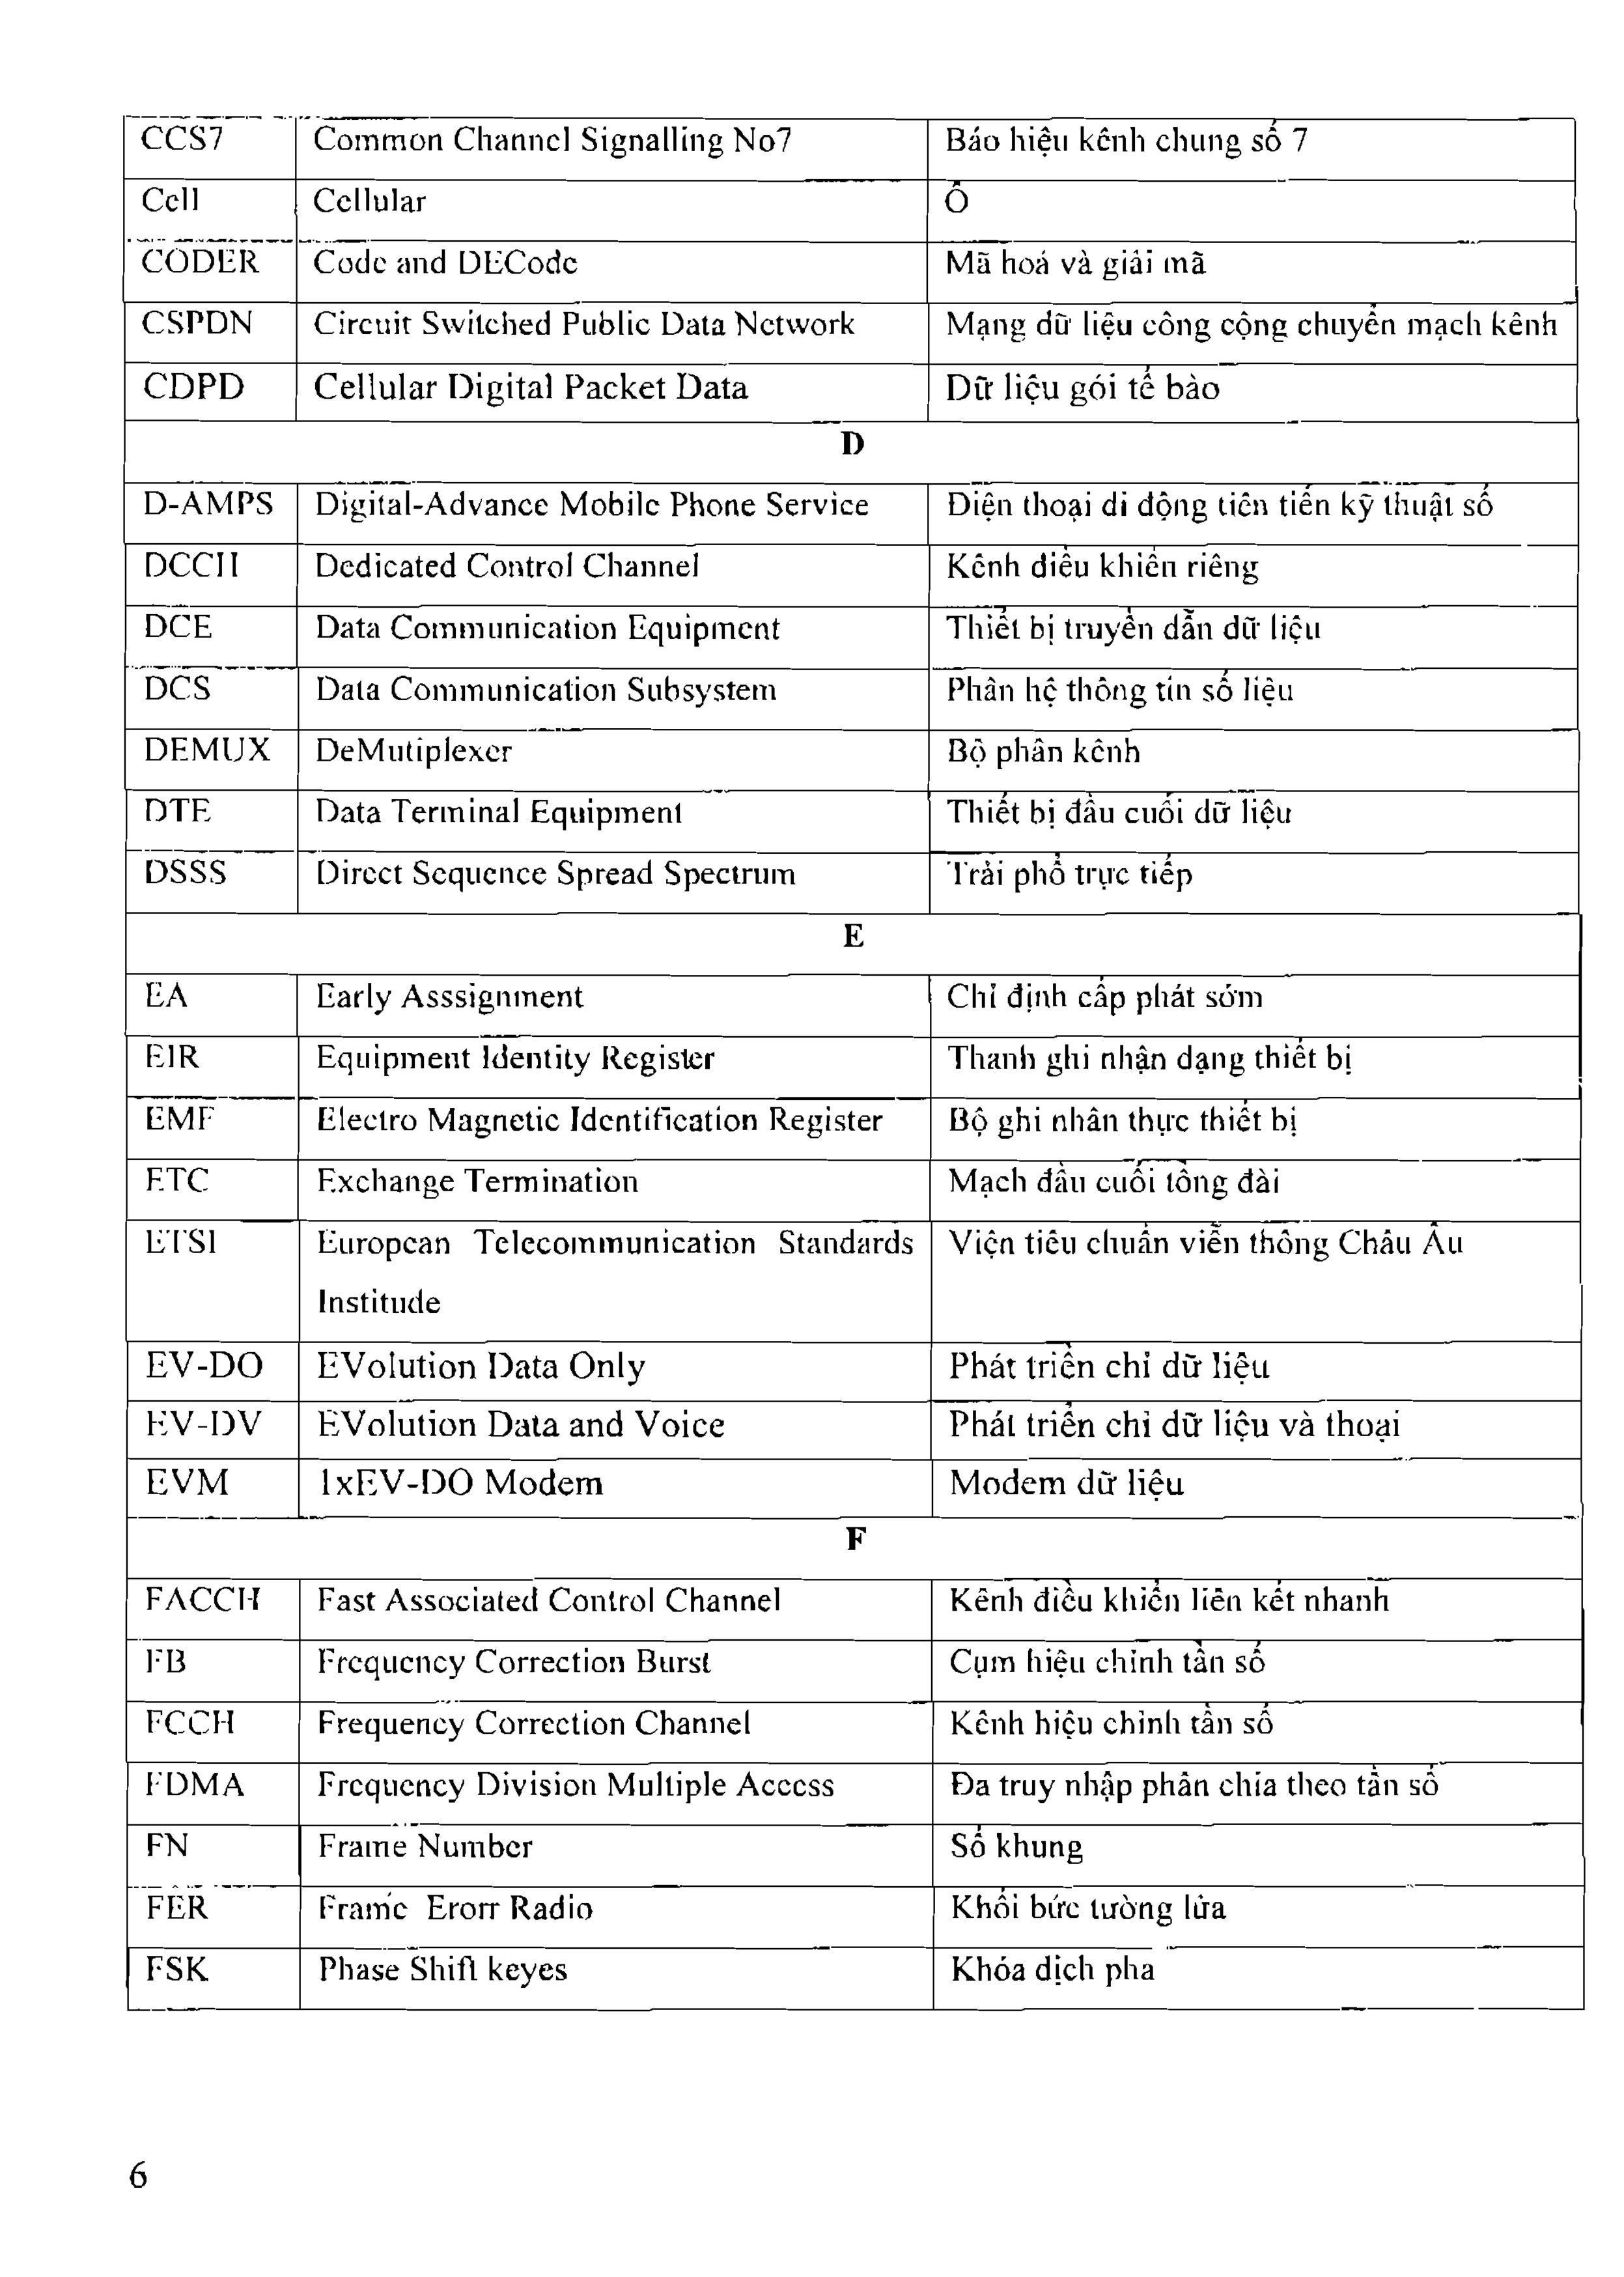 CCS7 Common Channel Signalling No7 Báo hiệu kênh chung số 7
Cell Cellular Ô
CODER Code and DECode Mã hoá và giải mã
CSPDN Circuit Switched Public Data Network Mạng dữ liệu công cộng chuyển mạch kênh
CDPD Cellular Digital Packet Data Dữ liệu gói tế bào
D
D-AMPS Digital-Advance Mobile Phone Service Điện thoại di động tiên tiến kỹ thuật số
DCCH Dedicated Control Channel Kênh điều khiển riêng
DCE Data Communication Equipment Thiết bị truyền dẫn dữ liệu
DCS Data Communication Subsystem Phân hệ thông tin số liệu
DEMUX DeMutiplexer Bộ phân kênh
DTE Data Terminal Equipment Thiết bị đầu cuối dữ liệu
DSSS Direct Sequence Spread Spectrum Trải phổ trực tiếp
E
EA Early Asssignment Chỉ định cấp phát sớm
EIR Equipment Identity Register Thanh ghi nhận dạng thiết bị
EMF Electro Magnetic Identification Register Bộ ghi nhân thực thiết bị
ETC Exchange Termination Mạch đầu cuối tổng đài
ETSI European Telecommunication Standards Viện tiêu chuẩn viễn thông Châu Âu
Institude
EV-DO EVolution Data Only Phát triển chỉ dữ liệu
EV-DV EVolution Data and Voice Phát triển chỉ dữ liệu và thoại
EVM 1xEV-DO Modem Modem dữ liệu
F
FACCH Fast Associated Control Channel Kênh điều khiển liên kết nhanh
FB Frequency Correction Burst Cụm hiệu chỉnh tần số
FCCH Frequency Correction Channel Kênh hiệu chỉnh tần số
FDMA Frequency Division Multiple Access Đa truy nhập phân chia theo tần số
FN Frame Number Số khung
FER Frame Erorr Radio Khối bức tường lửa
FSK Phase Shift keyes Khóa dịch pha
6